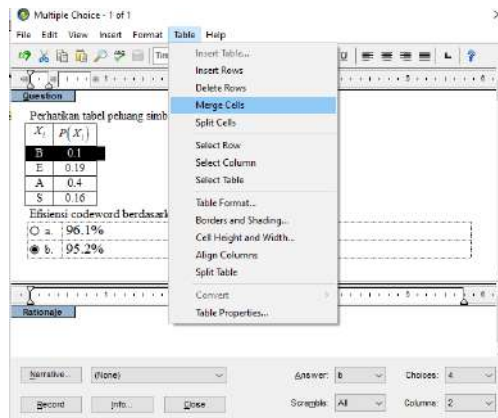 Multiple Choice - 1 of 1
File Edit View Insert Format Table Help
Insert Table...
Insert Rows
Delete Rows
Merge Cells
Split Cells
Select Row
Select Column
Select Table
Table Format...
Borders and Shading...
Cell Height and Width...
Align Columns
Split Table
Convert
Table Properties...
Question
Perhatikan tabel peluang simb
Xi P(Xi)
B 0.1
E 0.19
A 0.4
S 0.16
Efisiensi codeword berdasark
a. 96.1%
b. 95.2%
Rationale
Narrative... (None) Answer: b Choices: 4
Record Info... Close Scramble: All Columns: 2